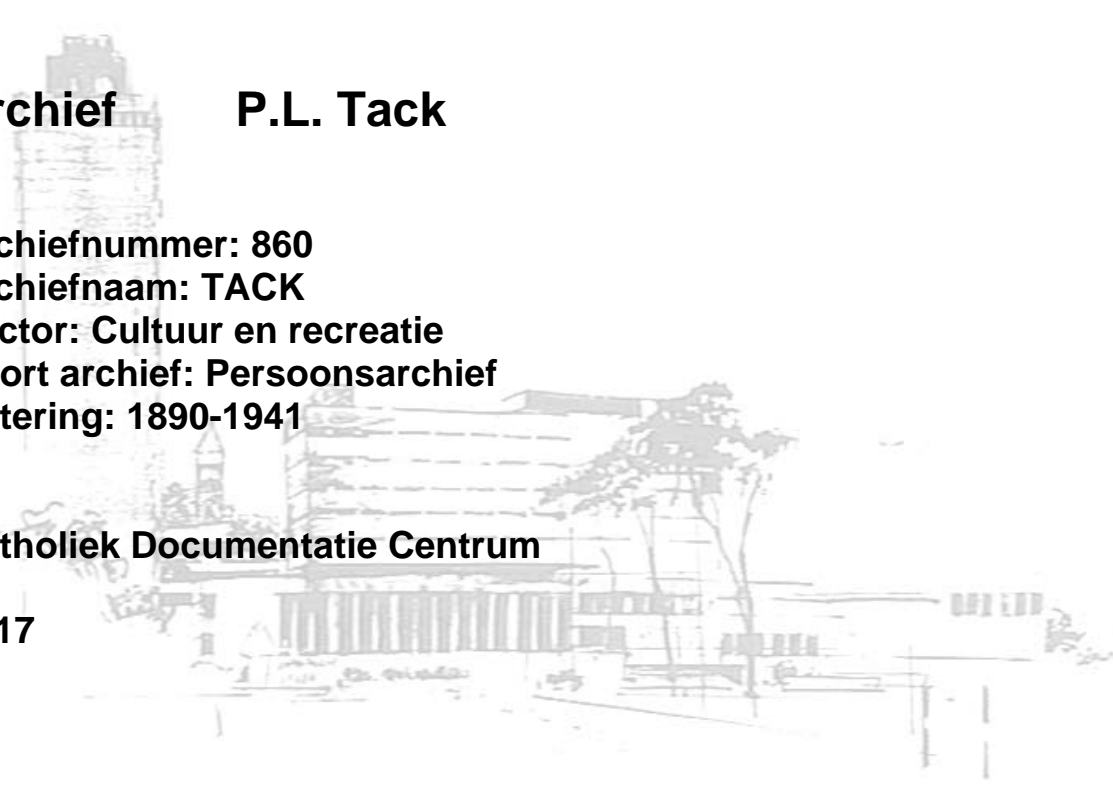 rchief P.L. Tack
chiefnummer: 860
chiefnaam: TACK
ctor: Cultuur en recreatie
ort archief: Persoonsarchief
tering: 1890-1941
tholiek Documentatie Centrum
17